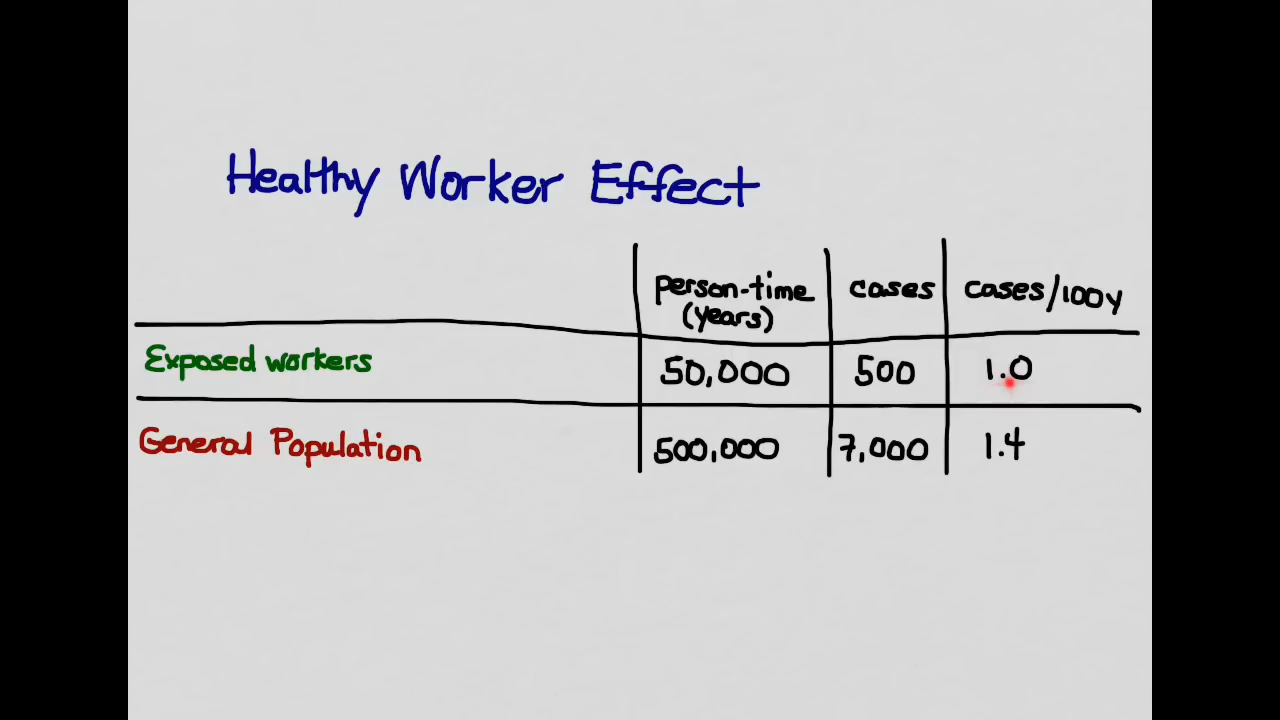 Healthy Worker Effect
person-time (years) cases cases/100y
Exposed workers 50,000 500 1.0
General Population 500,000 7,000 1.4